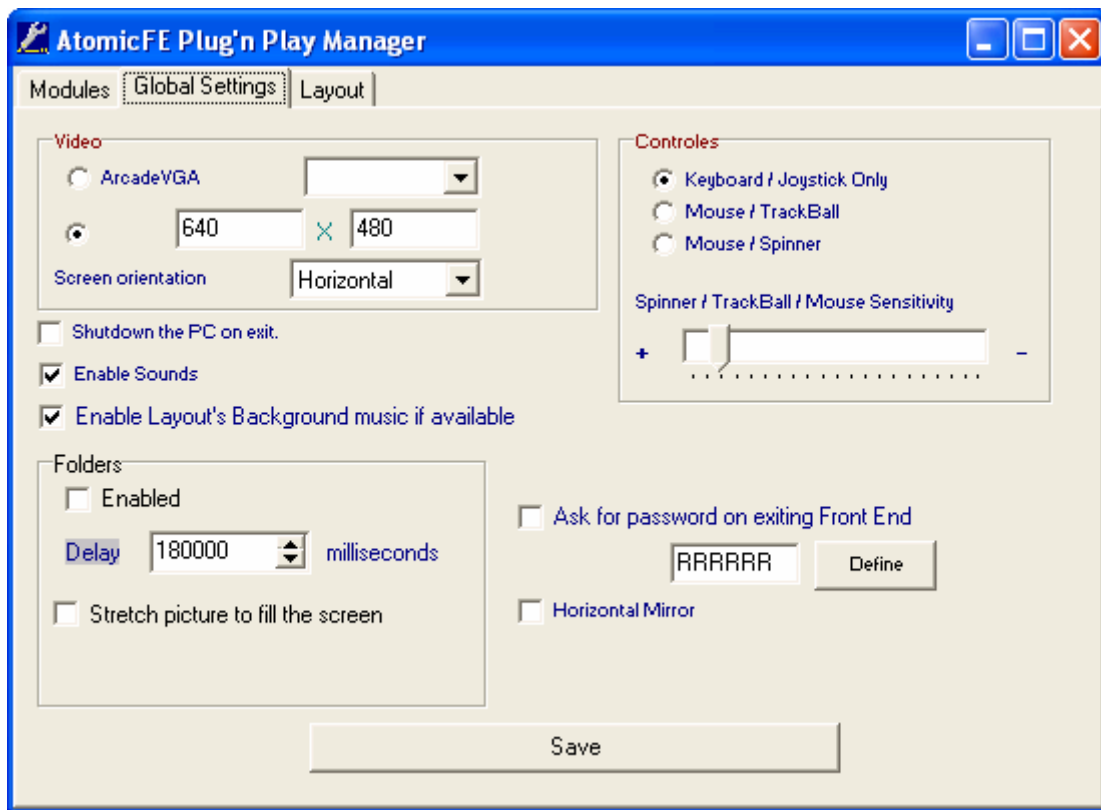 AtomicFE Plug'n Play Manager
Modules Global Settings Layout
Video
ArcadeVGA
640 X 480
Screen orientation Horizontal
Shutdown the PC on exit.
Enable Sounds
Enable Layout's Background music if available
Controles
Keyboard / Joystick Only
Mouse / TrackBall
Mouse / Spinner
Spinner / TrackBall / Mouse Sensitivity
+ -
Folders
Enabled
Delay 180000 milliseconds
Stretch picture to fill the screen
Ask for password on exiting Front End
RRRRRR Define
Horizontal Mirror
Save